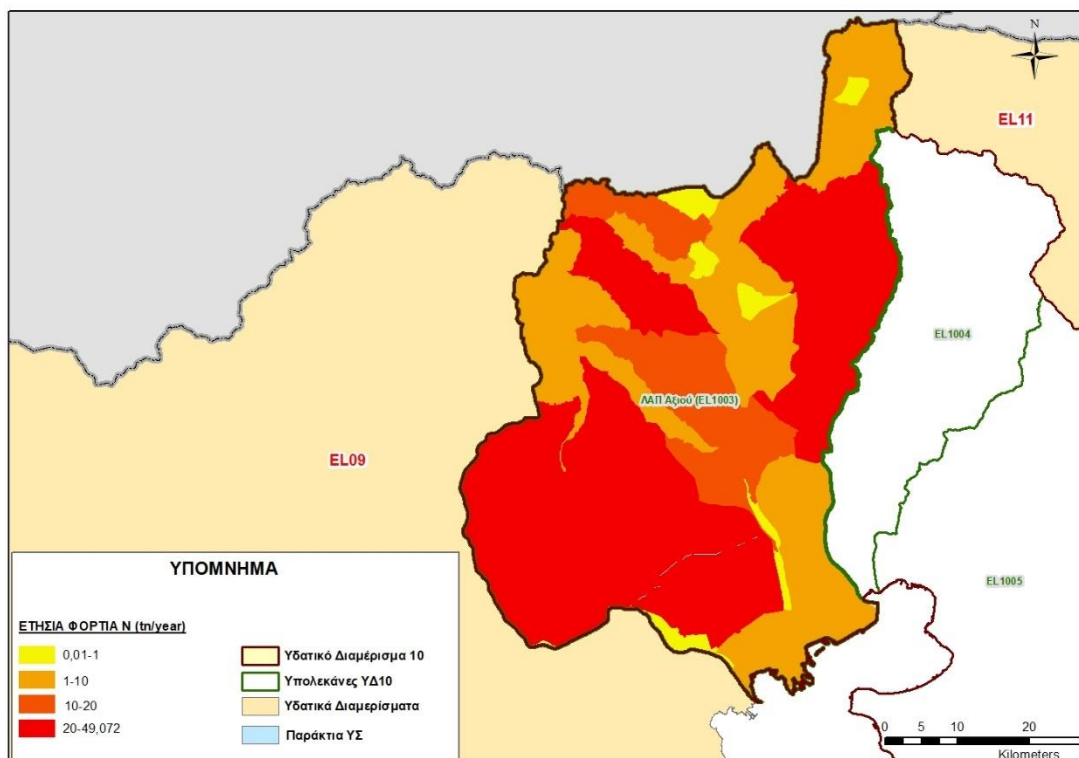 N
EL11
EL1004
ΛΑΠ Αξιού (EL1003)
EL09
EL1005
ΥΠΟΜΝΗΜΑ
ΕΤΗΣΙΑ ΦΟΡΤΙΑ Ν (tn/year)
0,01-1
1-10
10-20
20-49,072
Υδατικό Διαμέρισμα 10
Υπολεκάνες ΥΔ10
Υδατικά Διαμερίσματα
Παράκτια ΥΣ
0 5 10 20
Kilometers